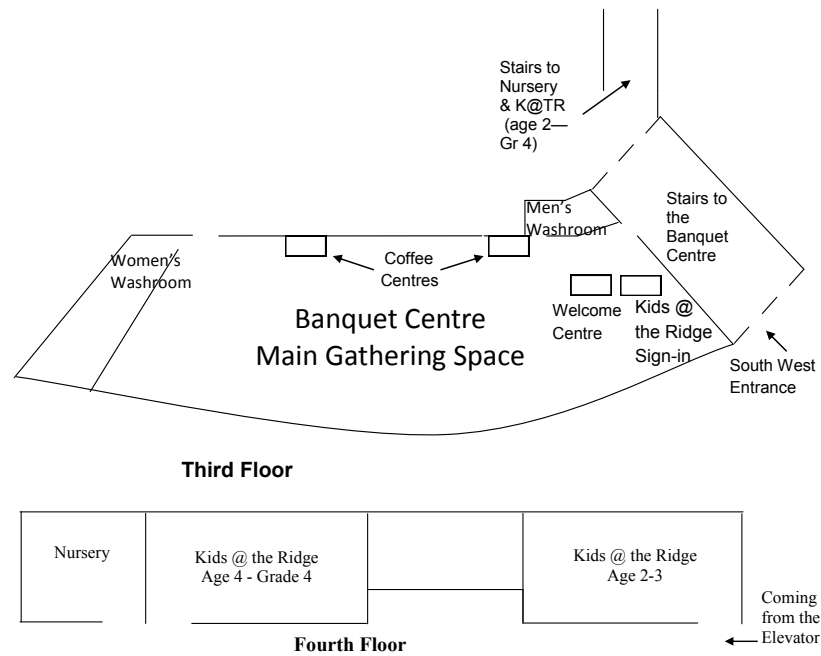 Stairs to
Nursery
& K@TR
(age 2—
Gr 4)
Men's
Washroom
Stairs to
the
Banquet
Centre
Women's
Washroom
Coffee
Centres
Banquet Centre
Main Gathering Space
Welcome
Centre
Kids @
the Ridge
Sign-in
South West
Entrance
Third Floor
Nursery
Kids @ the Ridge
Age 4 - Grade 4
Kids @ the Ridge
Age 2-3
Coming
from the
Elevator
Fourth Floor